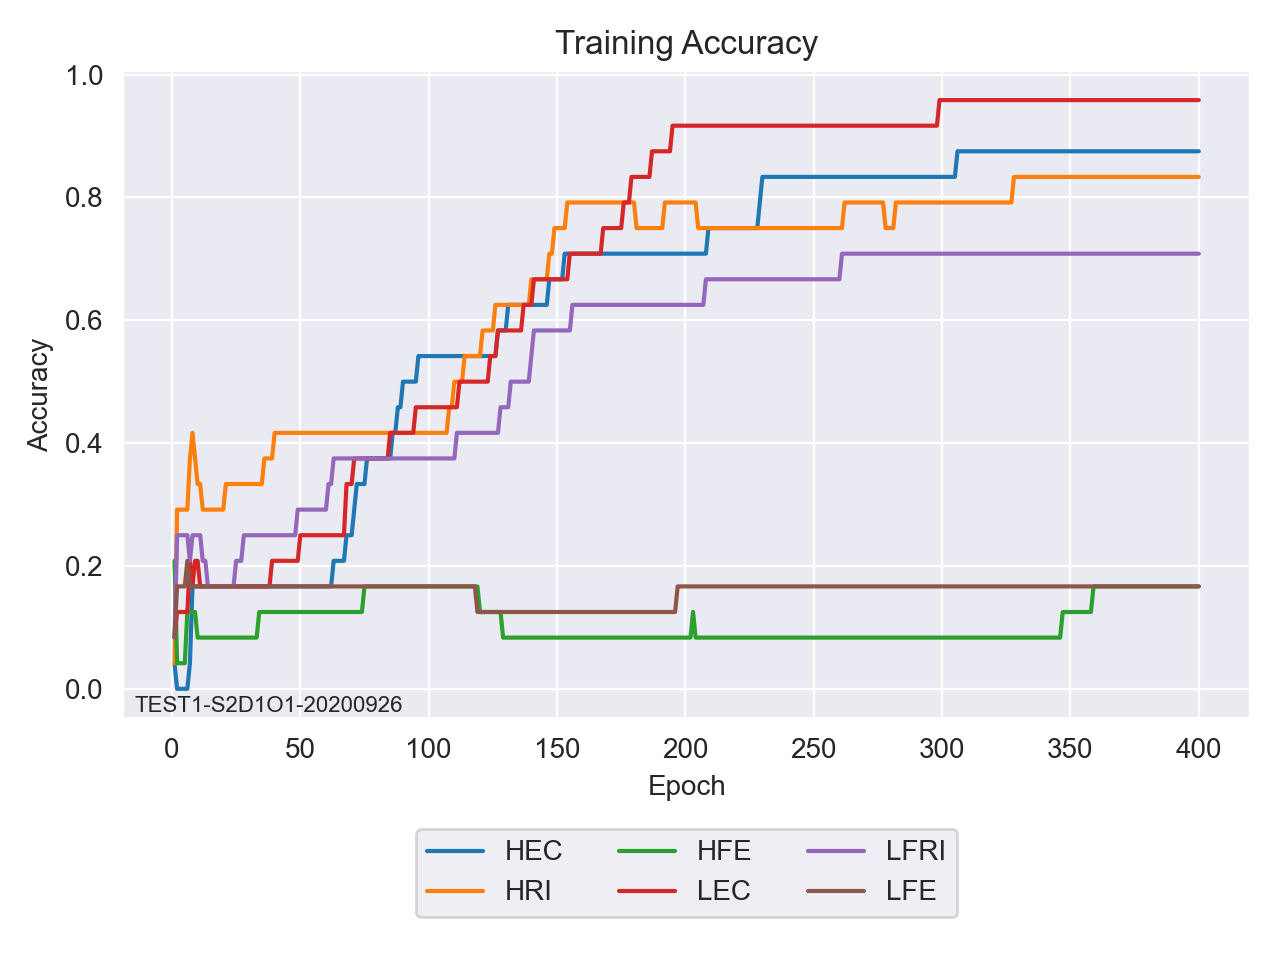 Training Accuracy
1.0
0.8
0.6
0.4
0.2
0.0
Accuracy
TEST1-S2D1O1-20200926
0 50 100 150 200 250 300 350 400
Epoch
HEC HFE LFRI
HRI LEC LFE